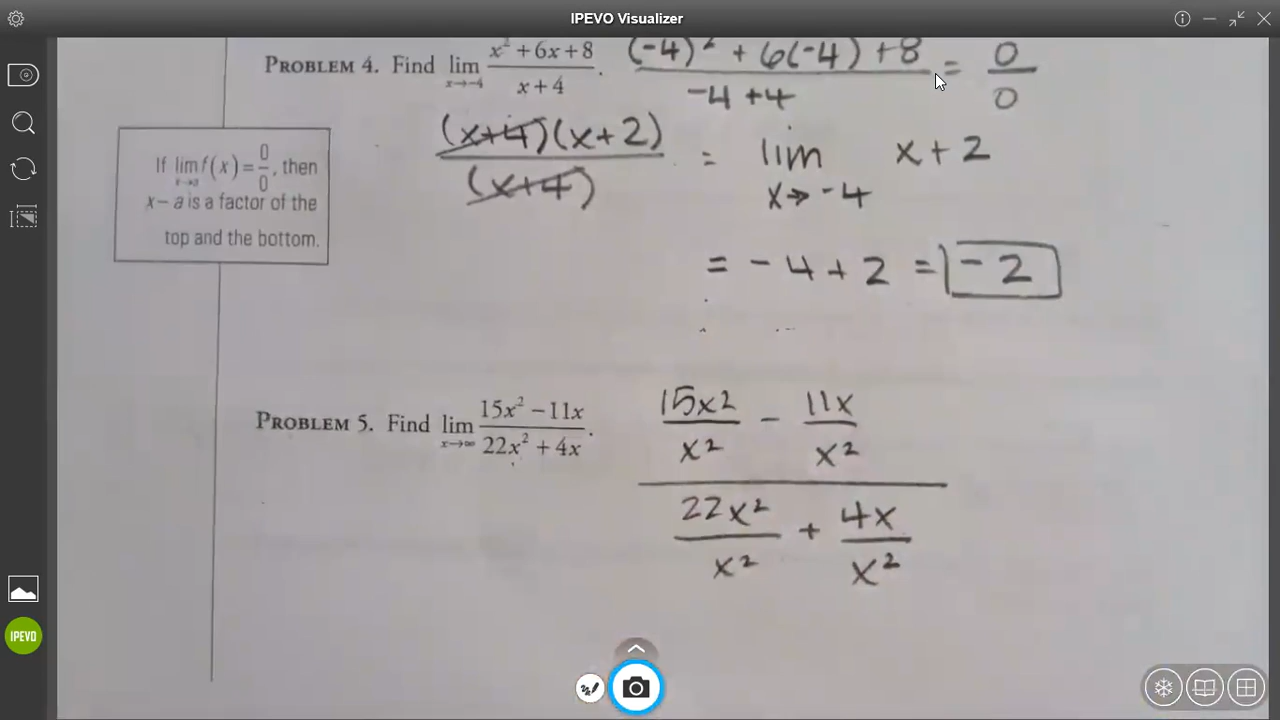 IPEVO Visualizer
PROBLEM 4. Find lim x→-4 (x² + 6x + 8)/(x + 4). ((-4)² + 6(-4) + 8)/(-4 + 4) = 0/0
((x+4)(x+2))/(x+4) = lim x→-4 x + 2
If lim x→a f(x) = 0/0, then
x – a is a factor of the
top and the bottom.
= -4 + 2 = -2
PROBLEM 5. Find lim x→∞ (15x² – 11x)/(22x² + 4x). (15x²/x² - 11x/x²)/(22x²/x² + 4x/x²)
IPEVO